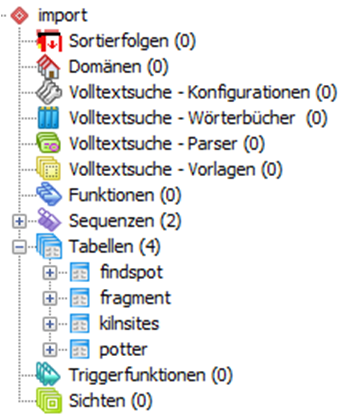 import
Sortierfolgen (0)
Domänen (0)
Volltextsuche - Konfigurationen (0)
Volltextsuche - Wörterbücher (0)
Volltextsuche - Parser (0)
Volltextsuche - Vorlagen (0)
Funktionen (0)
Sequenzen (2)
Tabellen (4)
findspot
fragment
kilnsites
potter
Triggerfunktionen (0)
Sichten (0)